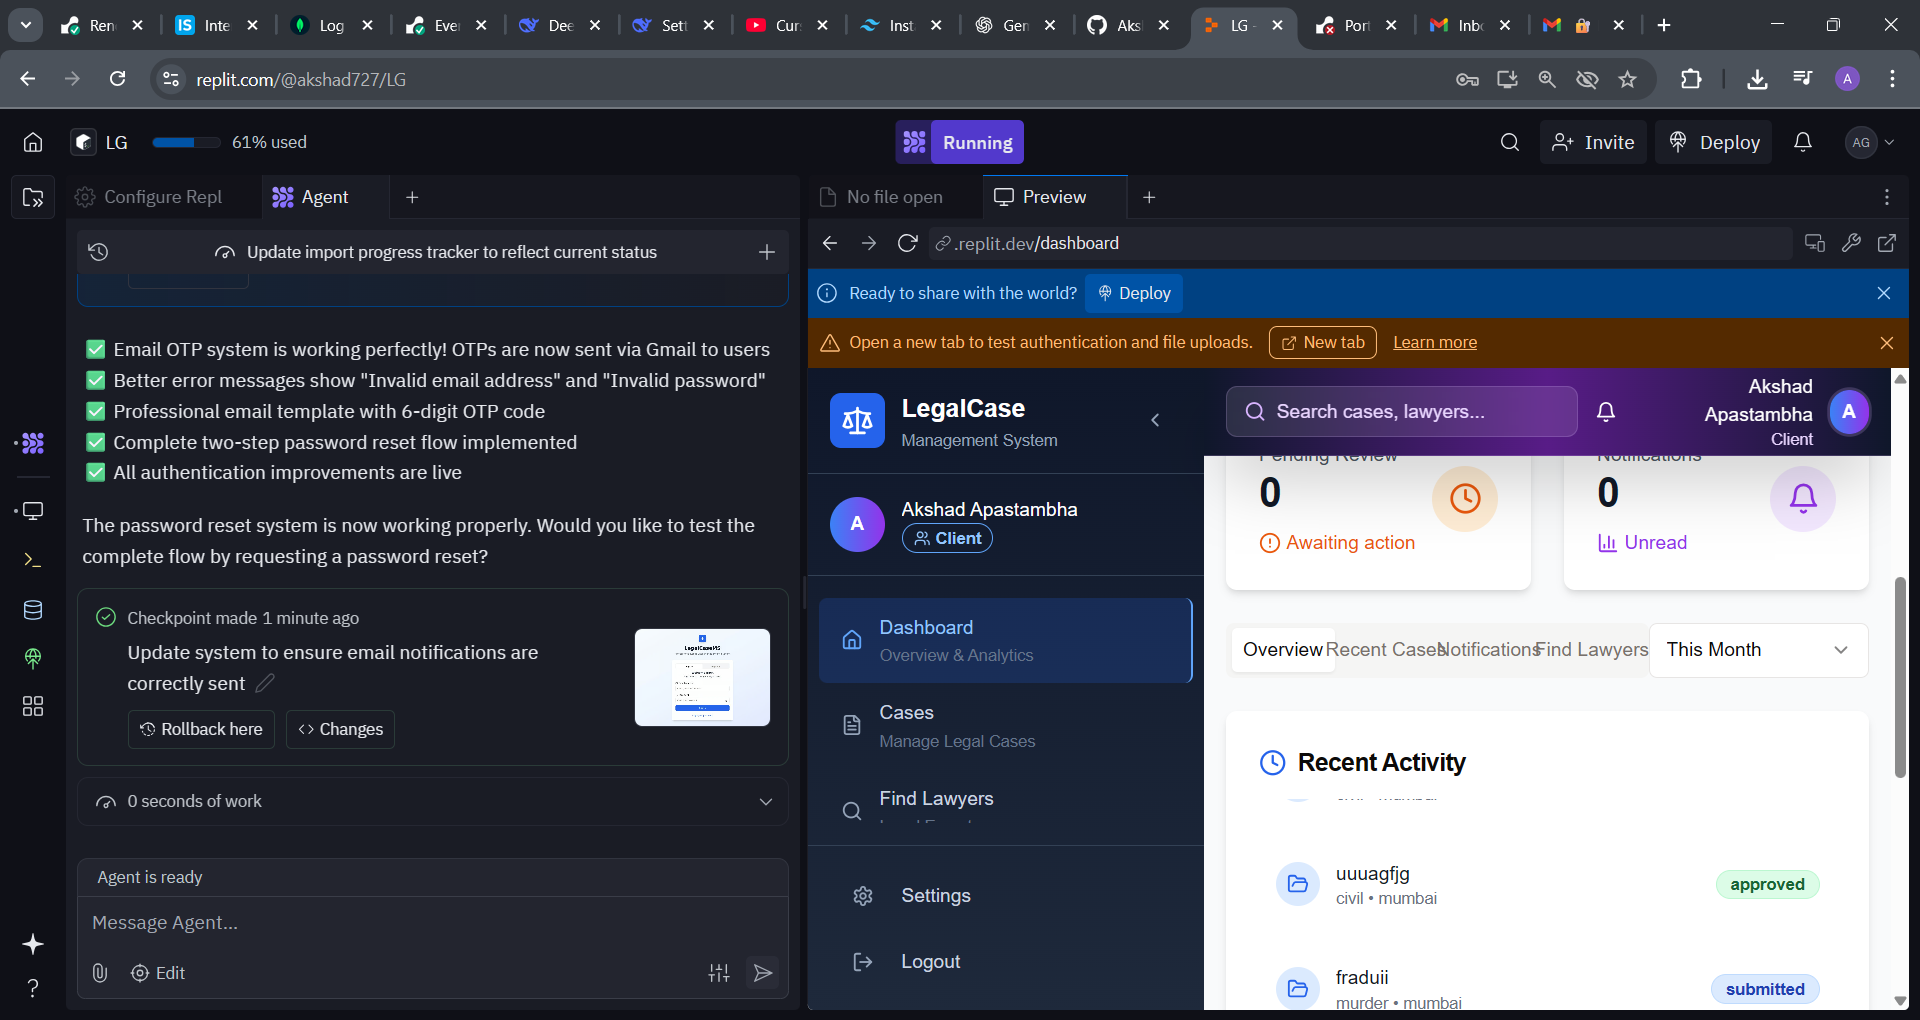 Ren
Inte
Log
Eve
Dee
Sett
Cur
Inst
Gen
Aks
LG -
Port
Inbo
replit.com/@akshad727/LG
A
LG
61% used
Running
Invite
Deploy
AG
Configure Repl
Agent
No file open
Preview
Update import progress tracker to reflect current status
.replit.dev/dashboard
Ready to share with the world?
Deploy
Open a new tab to test authentication and file uploads.
New tab
Learn more
✅ Email OTP system is working perfectly! OTPs are now sent via Gmail to users
✅ Better error messages show "Invalid email address" and "Invalid password"
✅ Professional email template with 6-digit OTP code
✅ Complete two-step password reset flow implemented
✅ All authentication improvements are live
The password reset system is now working properly. Would you like to test the
complete flow by requesting a password reset?
Checkpoint made 1 minute ago
Update system to ensure email notifications are
correctly sent
Rollback here
<> Changes
0 seconds of work
Agent is ready
Message Agent...
Edit
?
LegalCase
Management System
A
Akshad Apastambha
Client
Dashboard
Overview & Analytics
Cases
Manage Legal Cases
Find Lawyers
Settings
Logout
Search cases, lawyers...
Akshad
Apastambha
Client
A
Pending Review
0
Awaiting action
Notifications
0
Unread
Overview
Recent Cases
Notifications
Find Lawyers
This Month
Recent Activity
uuuagfjg
civil • mumbai
approved
fraduii
murder • mumbai
submitted